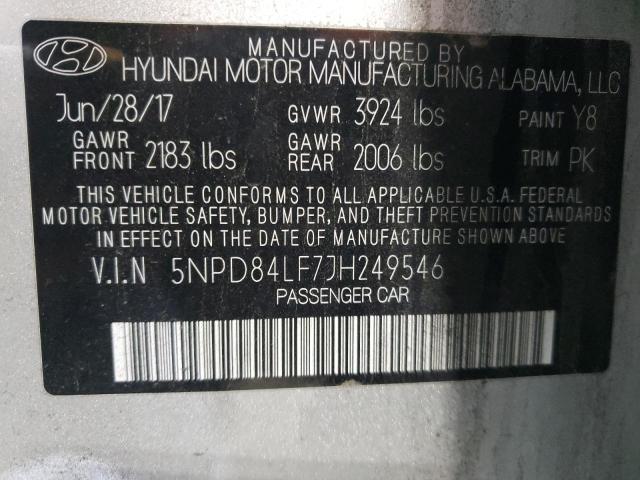 MANUFACTURED BY
HYUNDAI MOTOR MANUFACTURING ALABAMA, LLC
Jun/28/17 GVWR 3924 lbs PAINT Y8
GAWR FRONT 2183 lbs GAWR REAR 2006 lbs TRIM PK
THIS VEHICLE CONFORMS TO ALL APPLICABLE U.S.A. FEDERAL
MOTOR VEHICLE SAFETY, BUMPER, AND THEFT PREVENTION STANDARDS
IN EFFECT ON THE DATE OF MANUFACTURE SHOWN ABOVE
V.I.N 5NPD84LF7JH249546
PASSENGER CAR